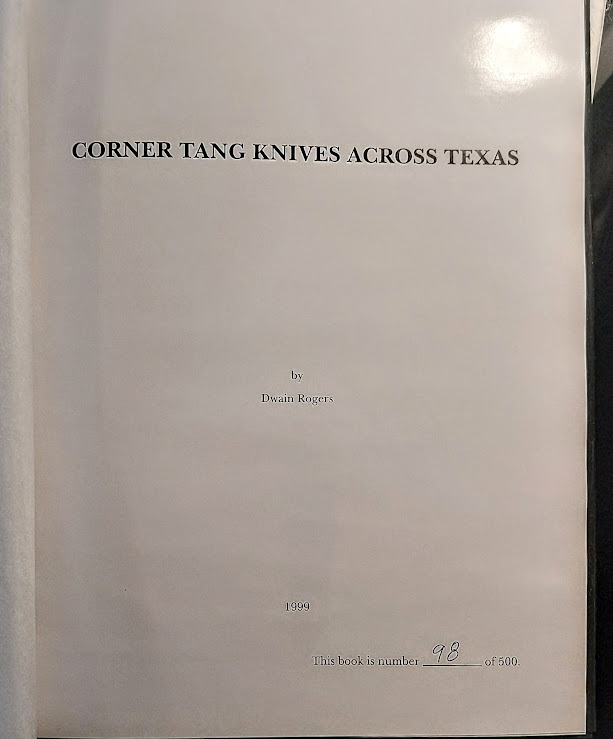 CORNER TANG KNIVES ACROSS TEXAS
by
Dwain Rogers
1999
This book is number 98 of 500.